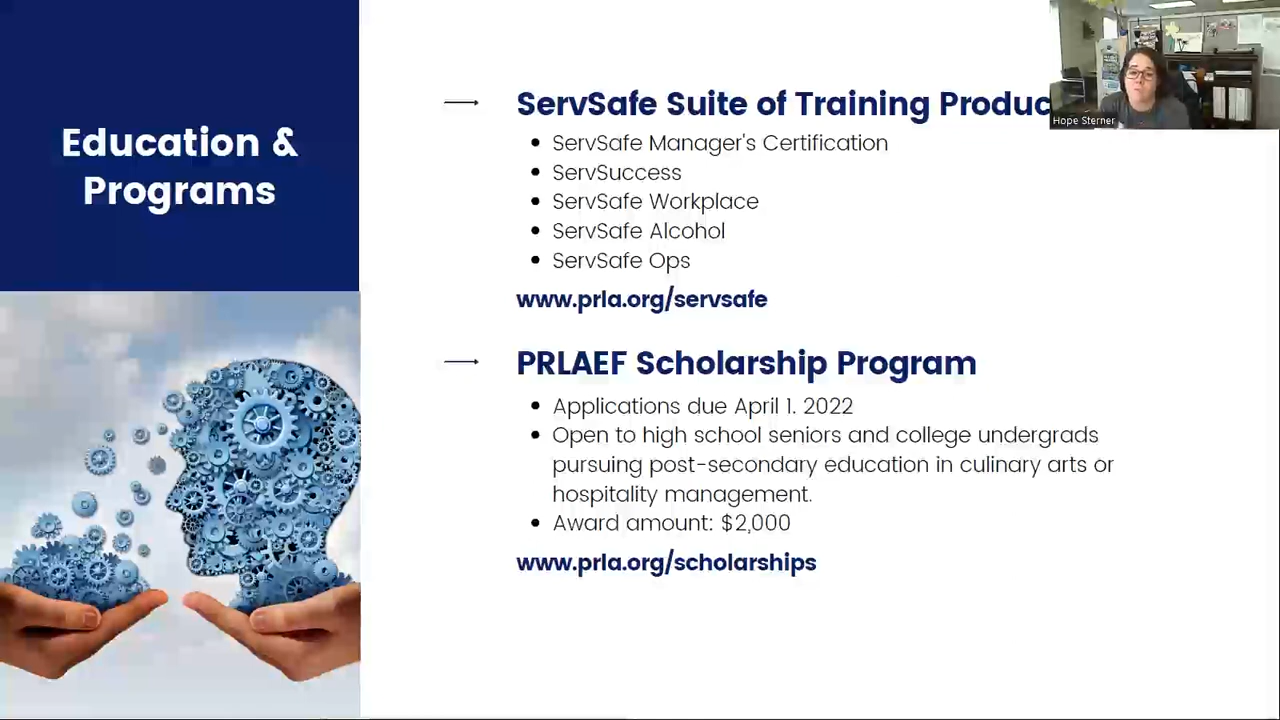 Education &
Programs
ServSafe Suite of Training Produc
ServSafe Manager's Certification
ServSuccess
ServSafe Workplace
ServSafe Alcohol
ServSafe Ops
www.prla.org/servsafe
PRLAEF Scholarship Program
Applications due April 1. 2022
Open to high school seniors and college undergrads
pursuing post-secondary education in culinary arts or
hospitality management.
Award amount: $2,000
www.prla.org/scholarships
Hope Sterner